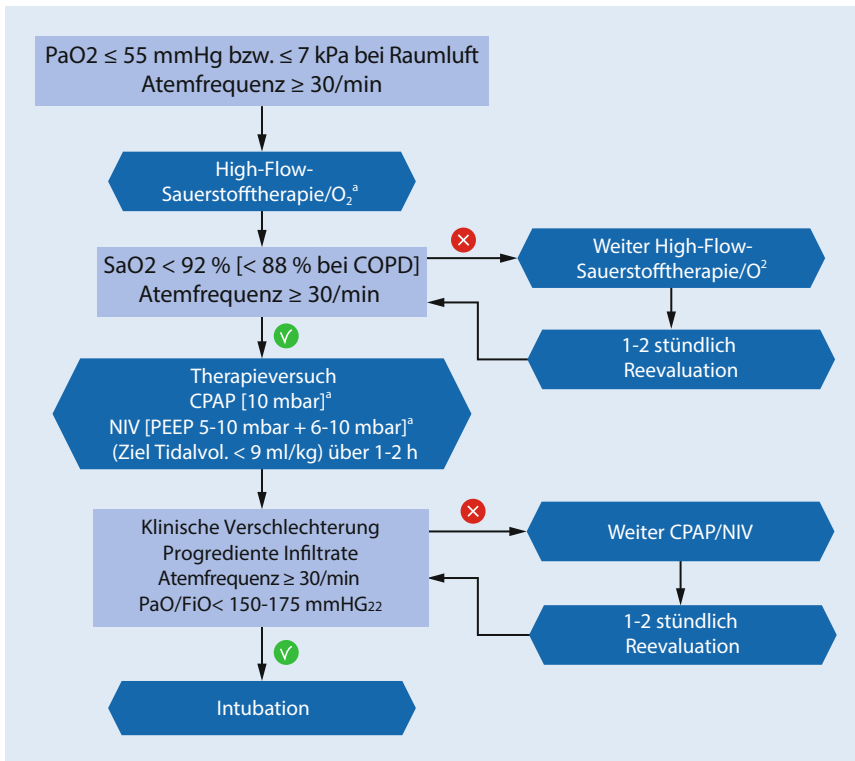 PaO2 ≤ 55 mmHg bzw. ≤ 7 kPa bei Raumluft
Atemfrequenz ≥ 30/min
High-Flow-
Sauerstofftherapie/O₂ᵃ
SaO2 < 92 % [< 88 % bei COPD]
Atemfrequenz ≥ 30/min
Weiter High-Flow-
Sauerstofftherapie/O²
1-2 stündlich
Reevaluation
Therapieversuch
CPAP [10 mbar]ᵃ
NIV [PEEP 5-10 mbar + 6-10 mbar]ᵃ
(Ziel Tidalvol. < 9 ml/kg) über 1-2 h
Klinische Verschlechterung
Progrediente Infiltrate
Atemfrequenz ≥ 30/min
PaO/FiO< 150-175 mmHG₂₂
Weiter CPAP/NIV
1-2 stündlich
Reevaluation
Intubation